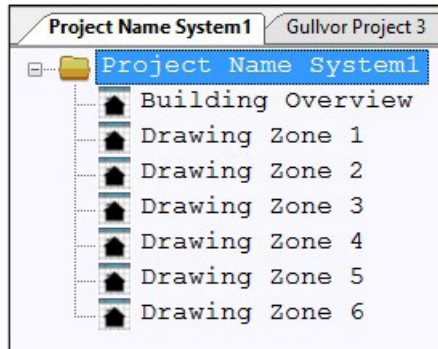 Project Name System1 Gullvor Project 3
Project Name System1
Building Overview
Drawing Zone 1
Drawing Zone 2
Drawing Zone 3
Drawing Zone 4
Drawing Zone 5
Drawing Zone 6